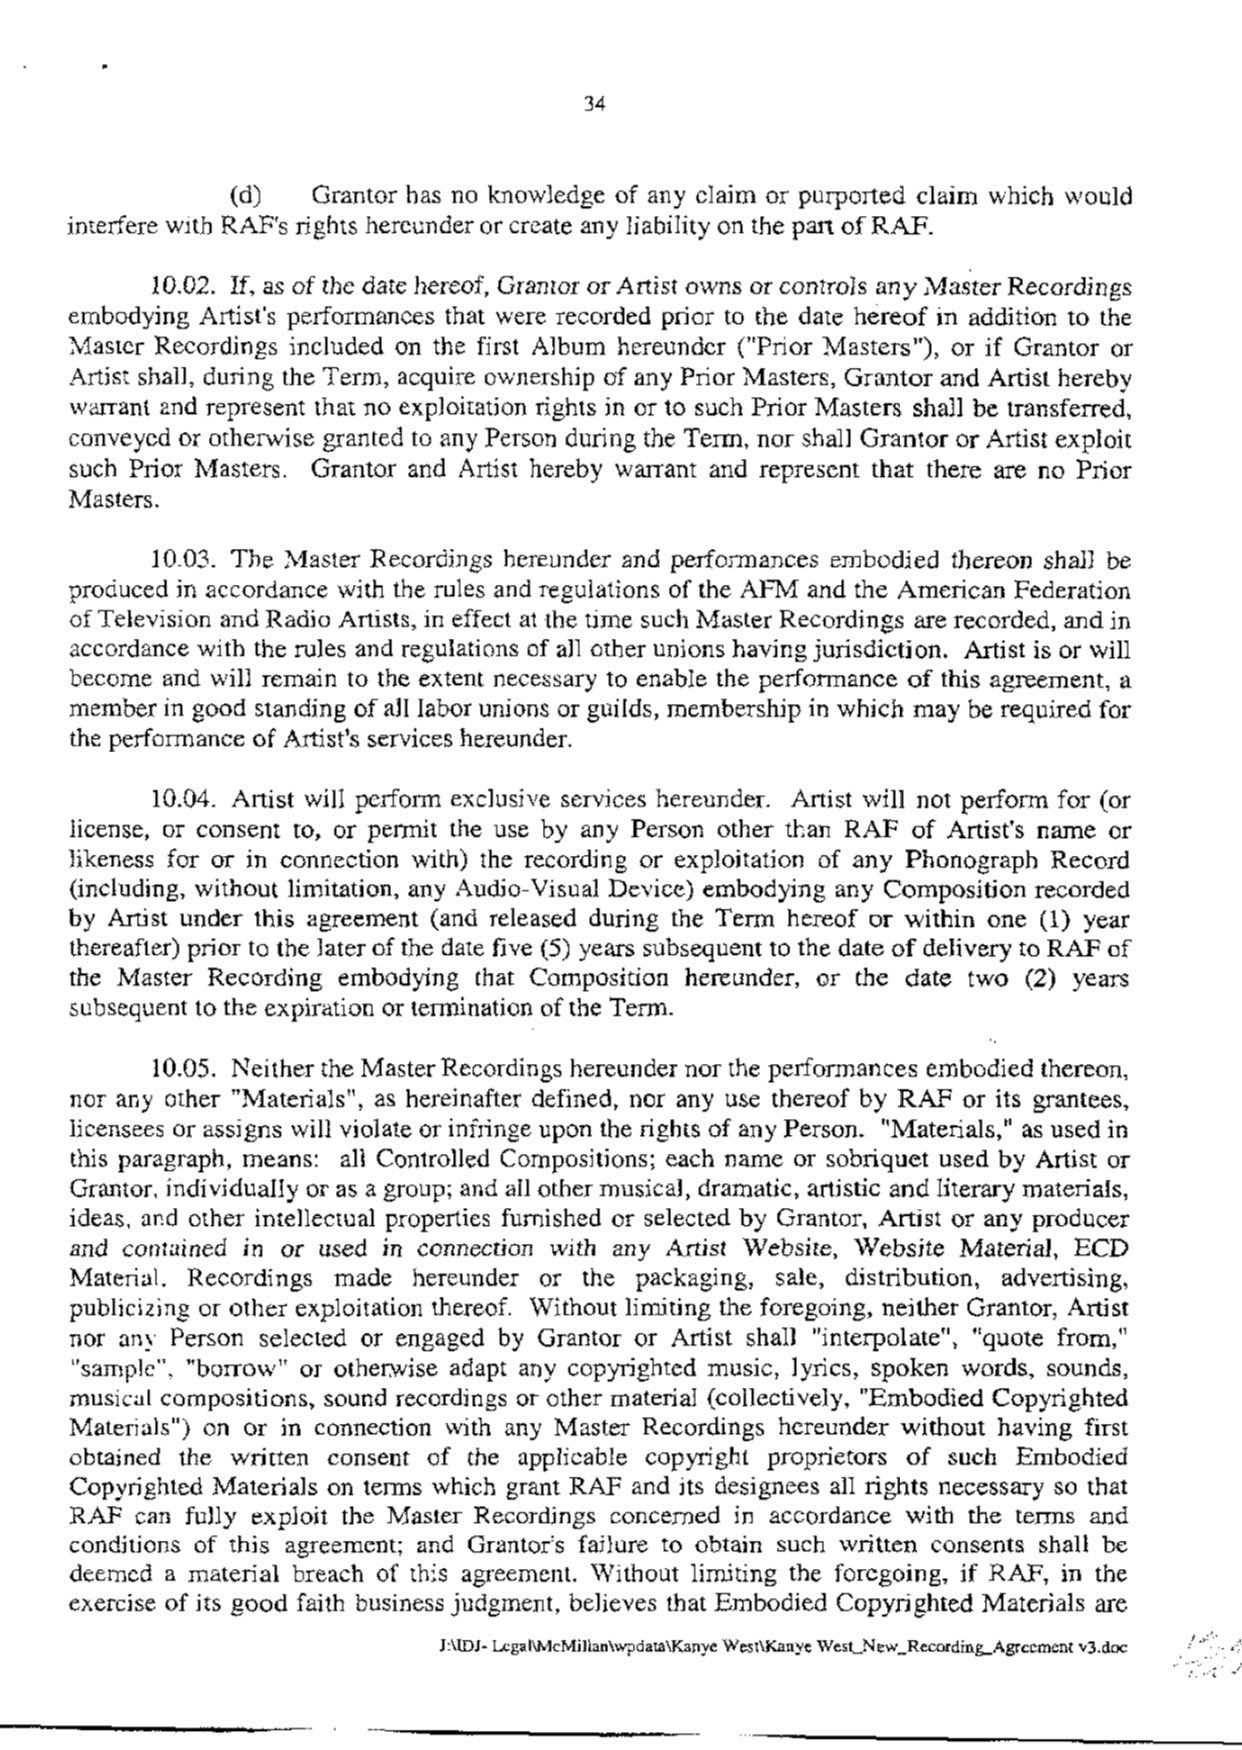 34
(d) Grantor has no knowledge of any claim or purported claim which would
interfere with RAF's rights hereunder or create any liability on the part of RAF.
10.02. If, as of the date hereof, Grantor or Artist owns or controls any Master Recordings
embodying Artist's performances that were recorded prior to the date hereof in addition to the
Master Recordings included on the first Album hereunder ("Prior Masters"), or if Grantor or
Artist shall, during the Term, acquire ownership of any Prior Masters, Grantor and Artist hereby
warrant and represent that no exploitation rights in or to such Prior Masters shall be transferred,
conveyed or otherwise granted to any Person during the Term, nor shall Grantor or Artist exploit
such Prior Masters. Grantor and Artist hereby warrant and represent that there are no Prior
Masters.
10.03. The Master Recordings hereunder and performances embodied thereon shall be
produced in accordance with the rules and regulations of the AFM and the American Federation
of Television and Radio Artists, in effect at the time such Master Recordings are recorded, and in
accordance with the rules and regulations of all other unions having jurisdiction. Artist is or will
become and will remain to the extent necessary to enable the performance of this agreement, a
member in good standing of all labor unions or guilds, membership in which may be required for
the performance of Artist's services hereunder.
10.04. Artist will perform exclusive services hereunder. Artist will not perform for (or
license, or consent to, or permit the use by any Person other than RAF of Artist's name or
likeness for or in connection with) the recording or exploitation of any Phonograph Record
(including, without limitation, any Audio-Visual Device) embodying any Composition recorded
by Artist under this agreement (and released during the Term hereof or within one (1) year
thereafter) prior to the later of the date five (5) years subsequent to the date of delivery to RAF of
the Master Recording embodying that Composition hereunder, or the date two (2) years
subsequent to the expiration or termination of the Term.
10.05. Neither the Master Recordings hereunder nor the performances embodied thereon,
nor any other "Materials", as hereinafter defined, nor any use thereof by RAF or its grantees,
licensees or assigns will violate or infringe upon the rights of any Person. "Materials," as used in
this paragraph, means: all Controlled Compositions; each name or sobriquet used by Artist or
Grantor, individually or as a group; and all other musical, dramatic, artistic and literary materials,
ideas, and other intellectual properties furnished or selected by Grantor, Artist or any producer
and contained in or used in connection with any Artist Website, Website Material, ECD
Material. Recordings made hereunder or the packaging, sale, distribution, advertising,
publicizing or other exploitation thereof. Without limiting the foregoing, neither Grantor, Artist
nor any Person selected or engaged by Grantor or Artist shall "interpolate", "quote from,"
"sample", "borrow" or otherwise adapt any copyrighted music, lyrics, spoken words, sounds,
musical compositions, sound recordings or other material (collectively, "Embodied Copyrighted
Materials") on or in connection with any Master Recordings hereunder without having first
obtained the written consent of the applicable copyright proprietors of such Embodied
Copyrighted Materials on terms which grant RAF and its designees all rights necessary so that
RAF can fully exploit the Master Recordings concerned in accordance with the terms and
conditions of this agreement; and Grantor's failure to obtain such written consents shall be
deemed a material breach of this agreement. Without limiting the foregoing, if RAF, in the
exercise of its good faith business judgment, believes that Embodied Copyrighted Materials are
J:\IDJ- Legal\McMillan\wpdata\Kanye West\Kanye West_New_Recording_Agreement v3.doc